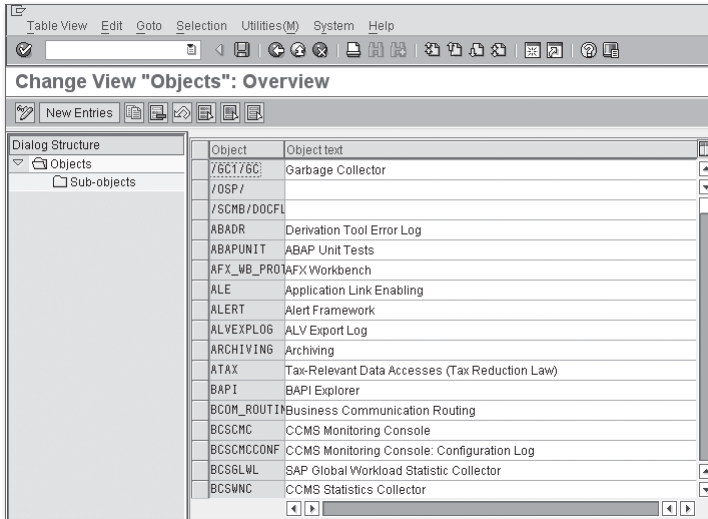 Table View Edit Goto Selection Utilities(M) System Help
Change View "Objects": Overview
New Entries
Dialog Structure
Objects
Sub-objects
Object Object text
/GC1/GC Garbage Collector
/OSP/
/SCMB/DOCFL
ABADR Derivation Tool Error Log
ABAPUNIT ABAP Unit Tests
AFX_WB_PROT AFX Workbench
ALE Application Link Enabling
ALERT Alert Framework
ALVEXPLOG ALV Export Log
ARCHIVING Archiving
ATAX Tax-Relevant Data Accesses (Tax Reduction Law)
BAPI BAPI Explorer
BCOM_ROUTIN Business Communication Routing
BCSCMC CCMS Monitoring Console
BCSCMCCONF CCMS Monitoring Console: Configuration Log
BCSGLWL SAP Global Workload Statistic Collector
BCSWNC CCMS Statistics Collector